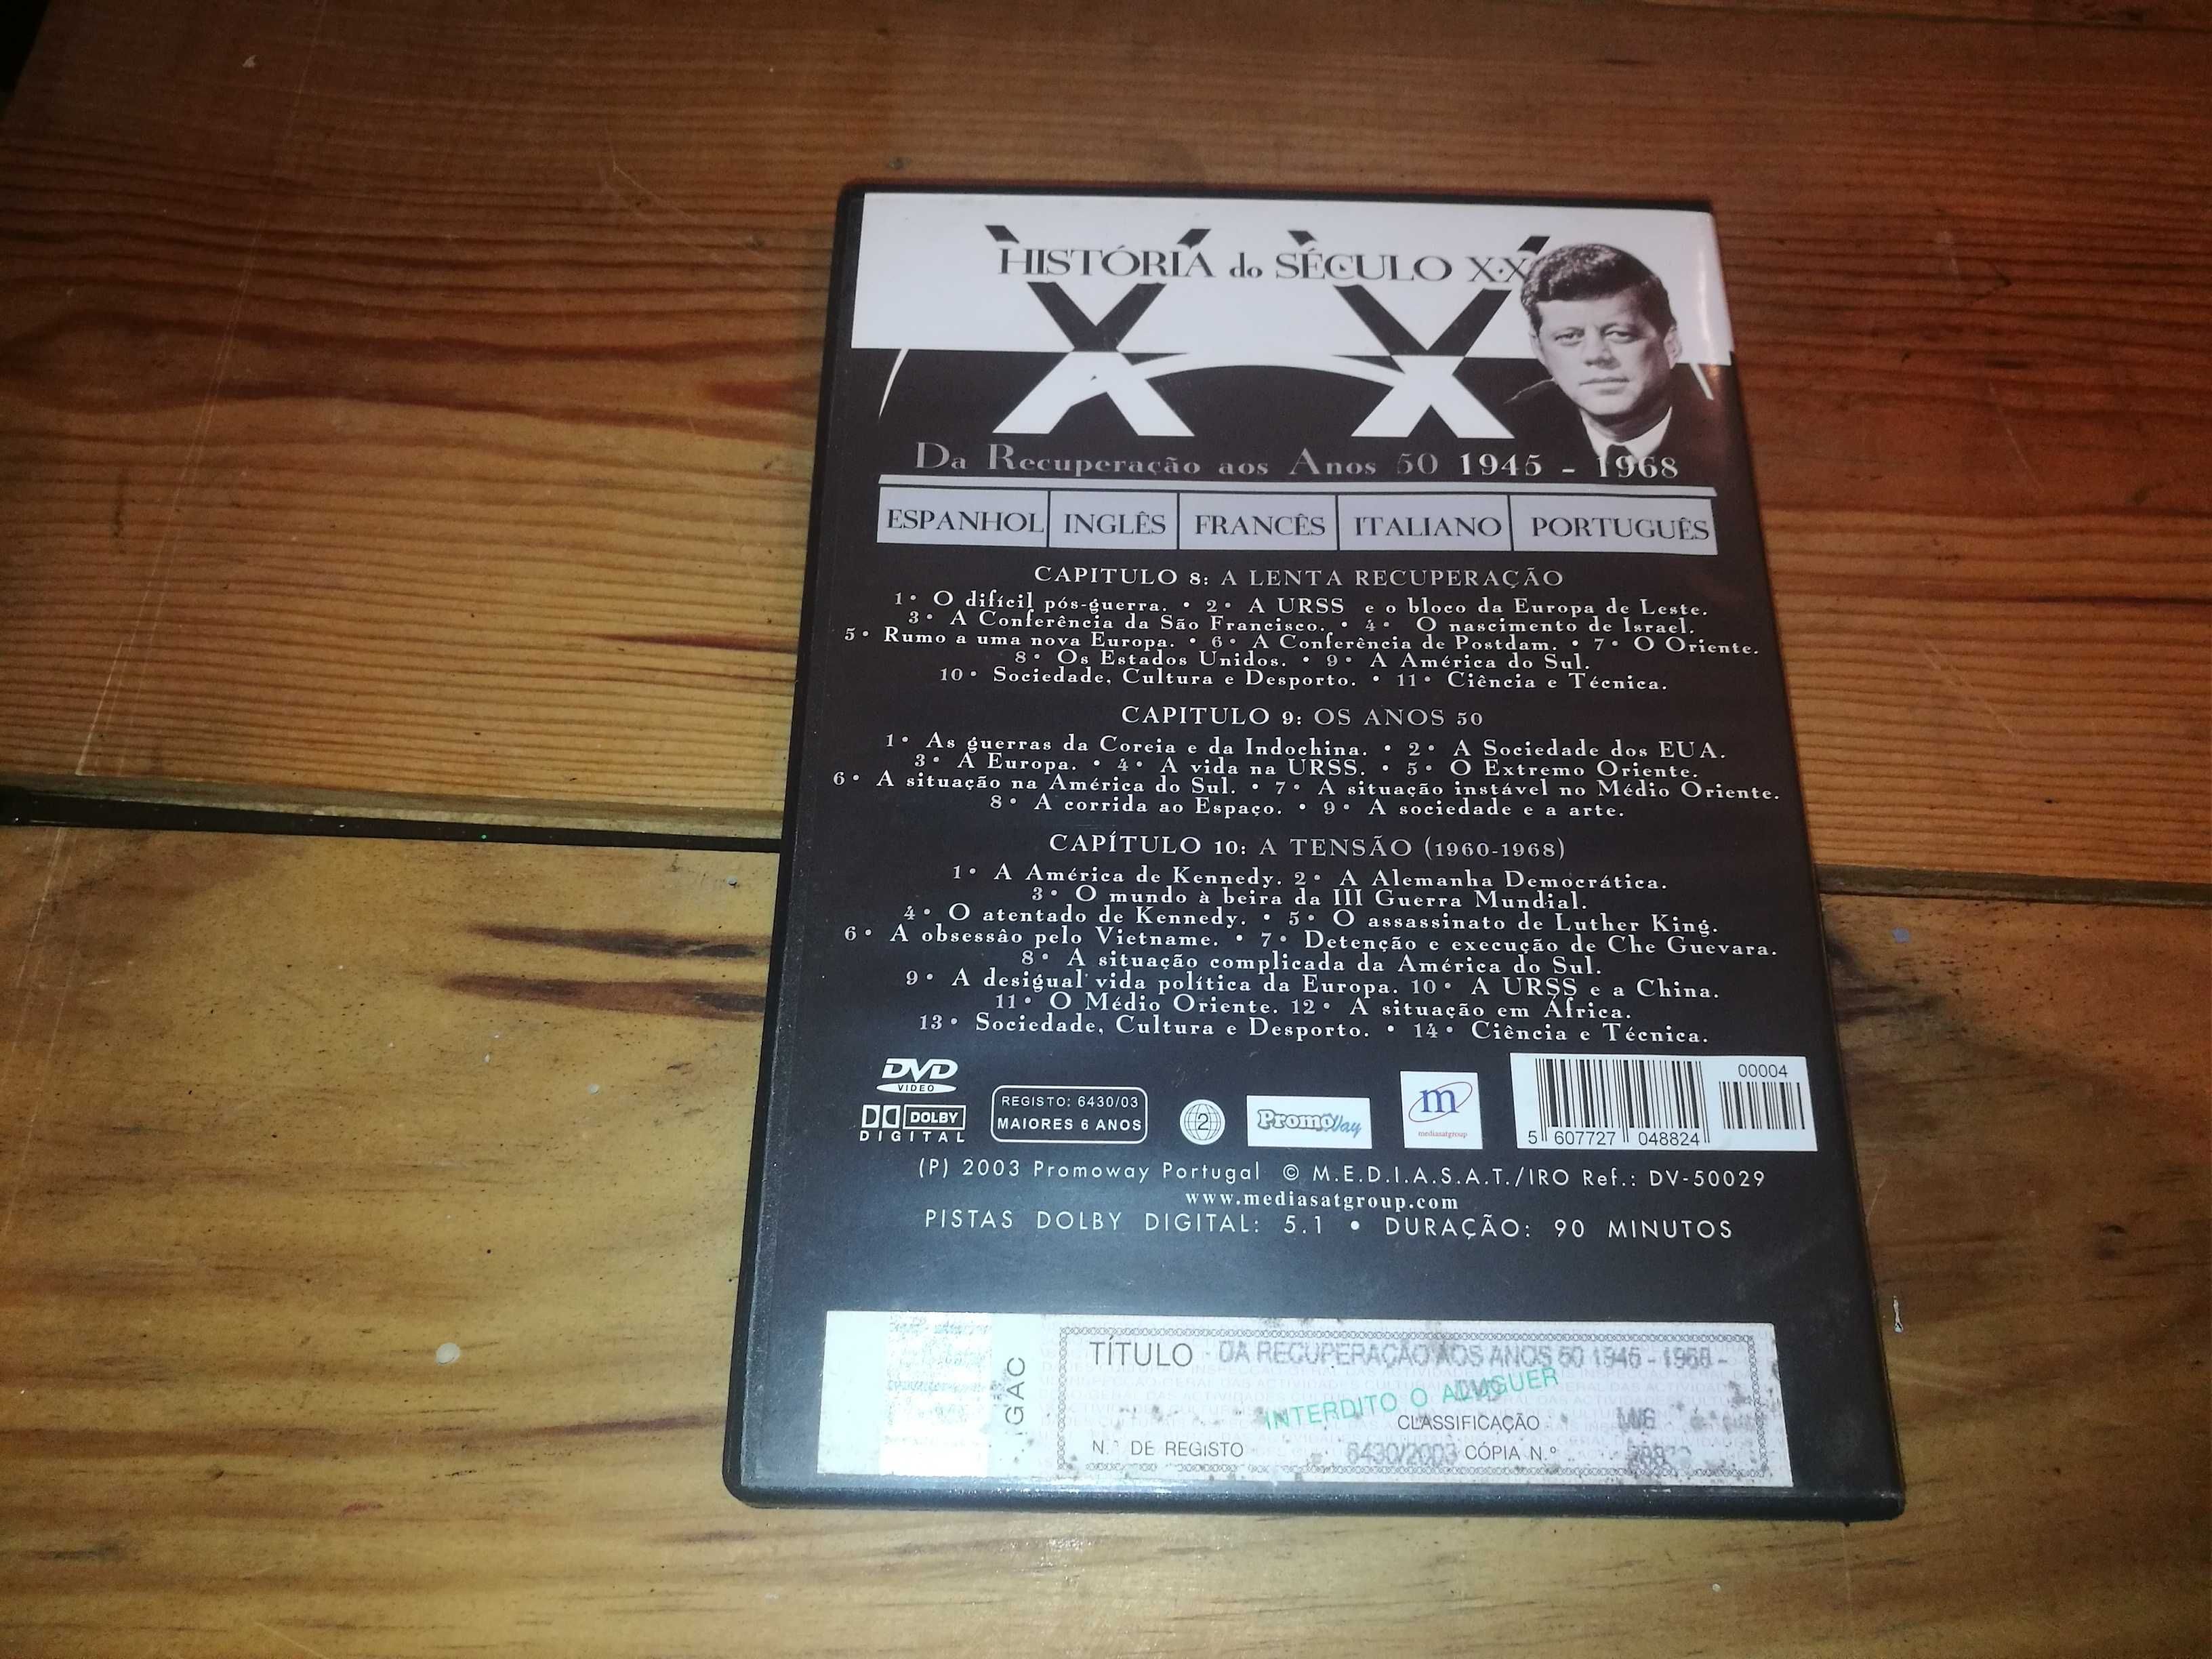 HISTÓRIA do SÉCULO XX
XX
Da Recuperação aos Anos 50 1945 - 1968
ESPANHOL INGLÊS FRANCÊS ITALIANO PORTUGUÊS
CAPITULO 8: A LENTA RECUPERAÇÃO
1• O difícil pós-guerra. • 2• A URSS e o bloco da Europa de Leste.
3• A Conferência da São Francisco. • 4• O nascimento de Israel.
5• Rumo a uma nova Europa. • 6• A Conferência de Postdam. • 7• O Oriente.
8• Os Estados Unidos. • 9• A América do Sul.
10• Sociedade, Cultura e Desporto. • 11• Ciência e Técnica.
CAPITULO 9: OS ANOS 50
1• As guerras da Coreia e da Indochina. • 2• A Sociedade dos EUA.
3• A Europa. • 4• A vida na URSS. • 5• O Extremo Oriente.
6• A situação na América do Sul. • 7• A situação instável no Médio Oriente.
8• A corrida ao Espaço. • 9• A sociedade e a arte.
CAPÍTULO 10: A TENSÃO (1960-1968)
1• A América de Kennedy. 2• A Alemanha Democrática.
3• O mundo à beira da III Guerra Mundial.
4• O atentado de Kennedy. • 5• O assassinato de Luther King.
6• A obsessâo pelo Vietname. • 7• Detenção e execução de Che Guevara.
8• A situação complicada da América do Sul.
9• A desigual vida política da Europa. 10• A URSS e a China.
11• O Médio Oriente. 12• A situação em África.
13• Sociedade, Cultura e Desporto. • 14• Ciência e Técnica.
DVD
VIDEO
DOLBY
DIGITAL
REGISTO: 6430/03
MAIORES 6 ANOS
2
PromoWay
m
mediasatgroup
00004
5 607727 048824
(P) 2003 Promoway Portugal © M.E.D.I.A.S.A.T./IRO Ref.: DV-50029
www.mediasatgroup.com
PISTAS DOLBY DIGITAL: 5.1 • DURAÇÃO: 90 MINUTOS
IGAC
TÍTULO - DA RECUPERAÇÃO AOS ANOS 50 1945 - 1968 -
DVD
INTERDITO O ALUGUER
CLASSIFICAÇÃO M/6
N.º DE REGISTO 6430/2003 CÓPIA N.º